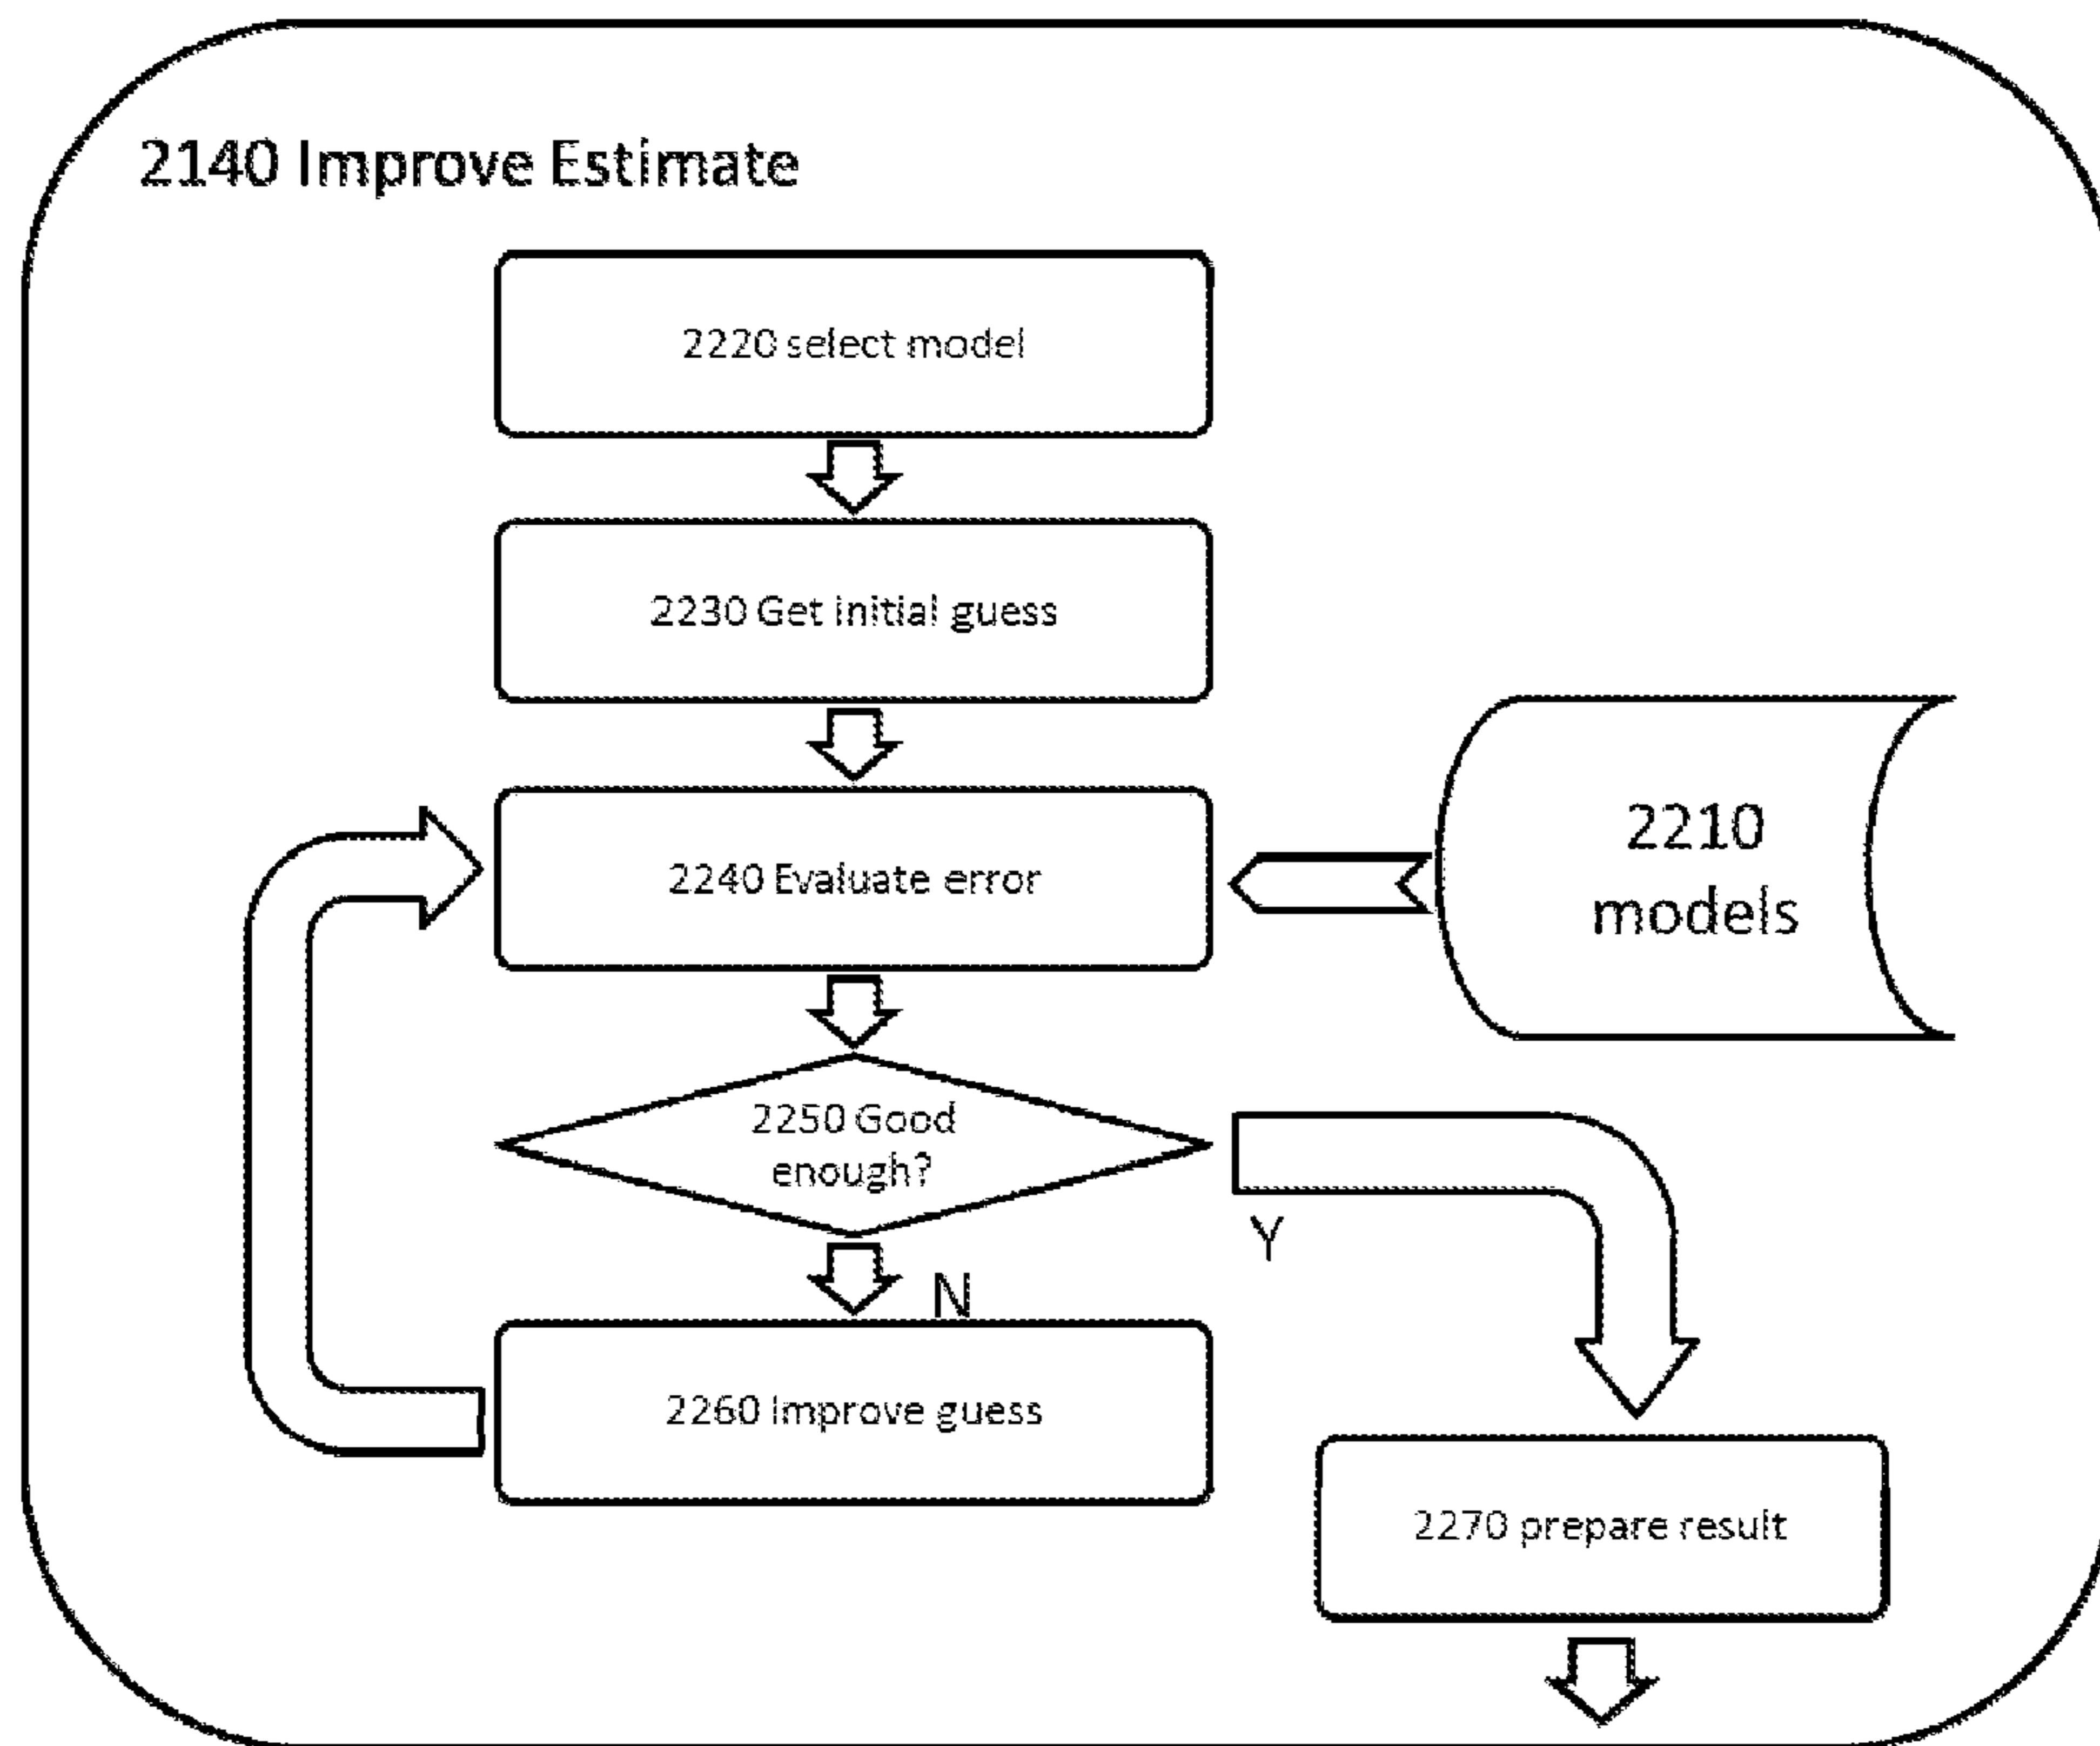 2140 Improve Estimate
2220 select model
2230 Get initial guess
2240 Evaluate error
2210
models
2250 Good
enough?
Y
N
2260 Improve guess
2270 prepare result